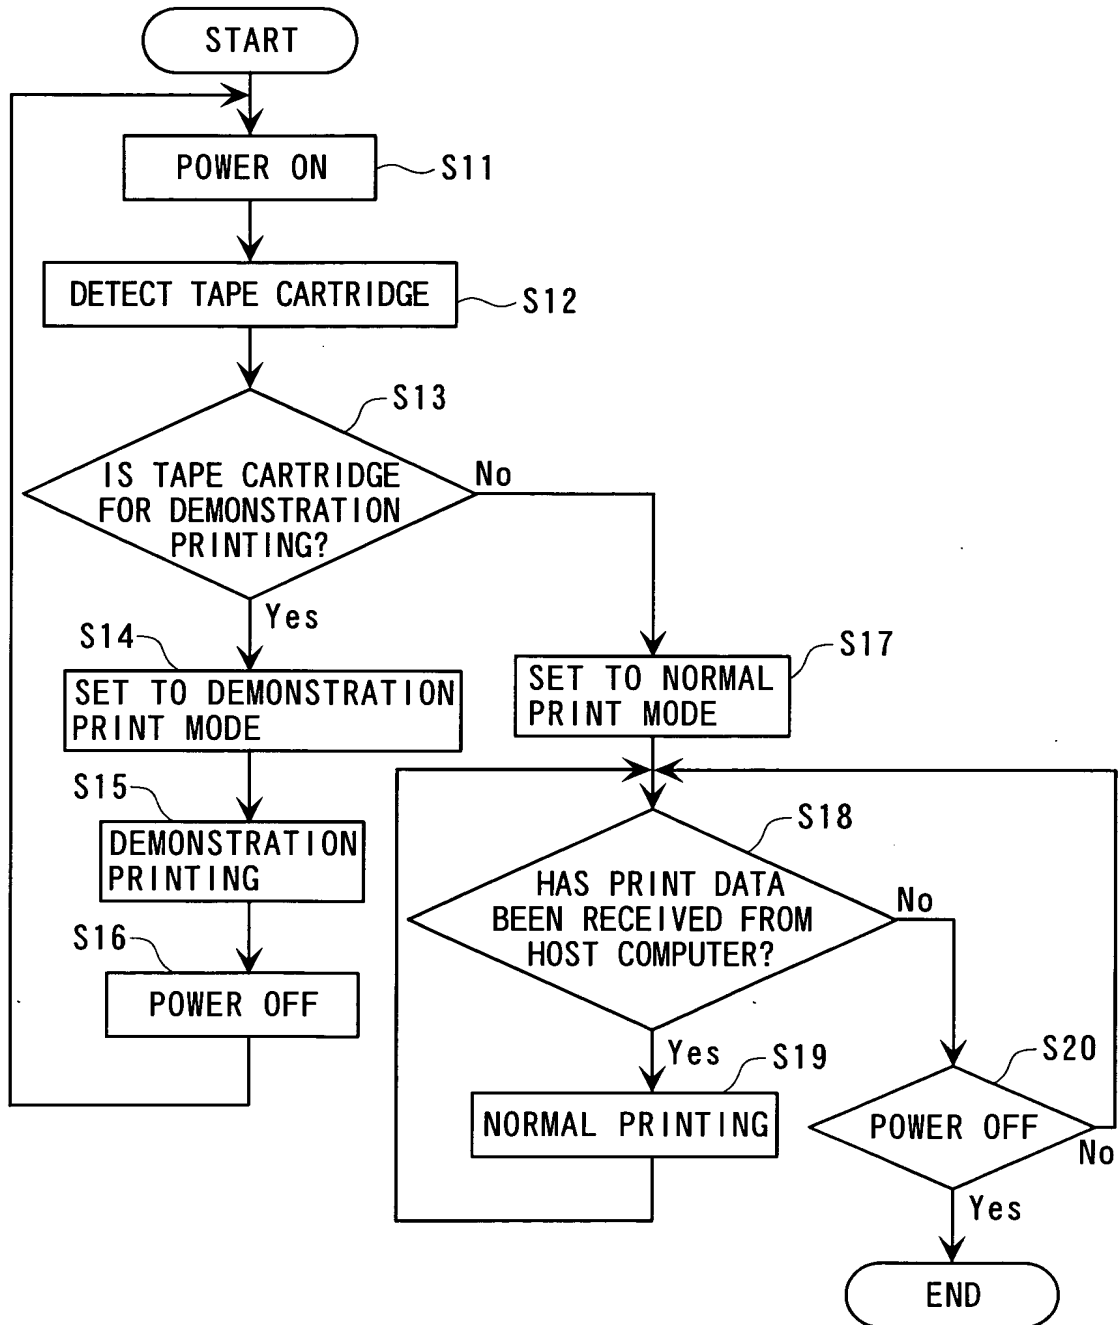 START
POWER ON
S11
DETECT TAPE CARTRIDGE
S12
S13
IS TAPE CARTRIDGE
FOR DEMONSTRATION
PRINTING?
No
Yes
S14
SET TO DEMONSTRATION
PRINT MODE
S17
SET TO NORMAL
PRINT MODE
S15
DEMONSTRATION
PRINTING
S18
HAS PRINT DATA
BEEN RECEIVED FROM
HOST COMPUTER?
No
Yes
S16
POWER OFF
S19
NORMAL PRINTING
S20
POWER OFF
No
Yes
END